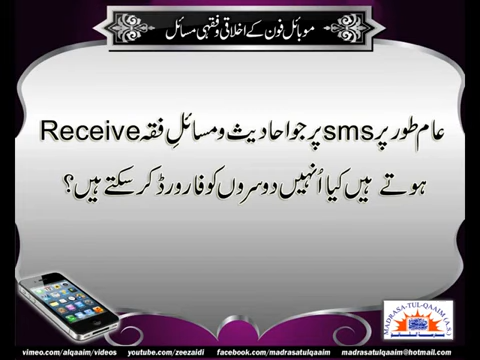 موبائل فون کے اخلاقی و فقہی مسائل
عام طور پر sms پر جو احادیث و مسائلِ فقہ Receive
ہوتے ہیں کیا اُنہیں دوسروں کو فارورڈ کر سکتے ہیں؟
MADRASA-TUL-QAAIM (A.S.)
vimeo.com/alqaaim/videos youtube.com/zeezaidi facebook.com/madrasatulqaaim madrasatulqaaim@hotmail.com